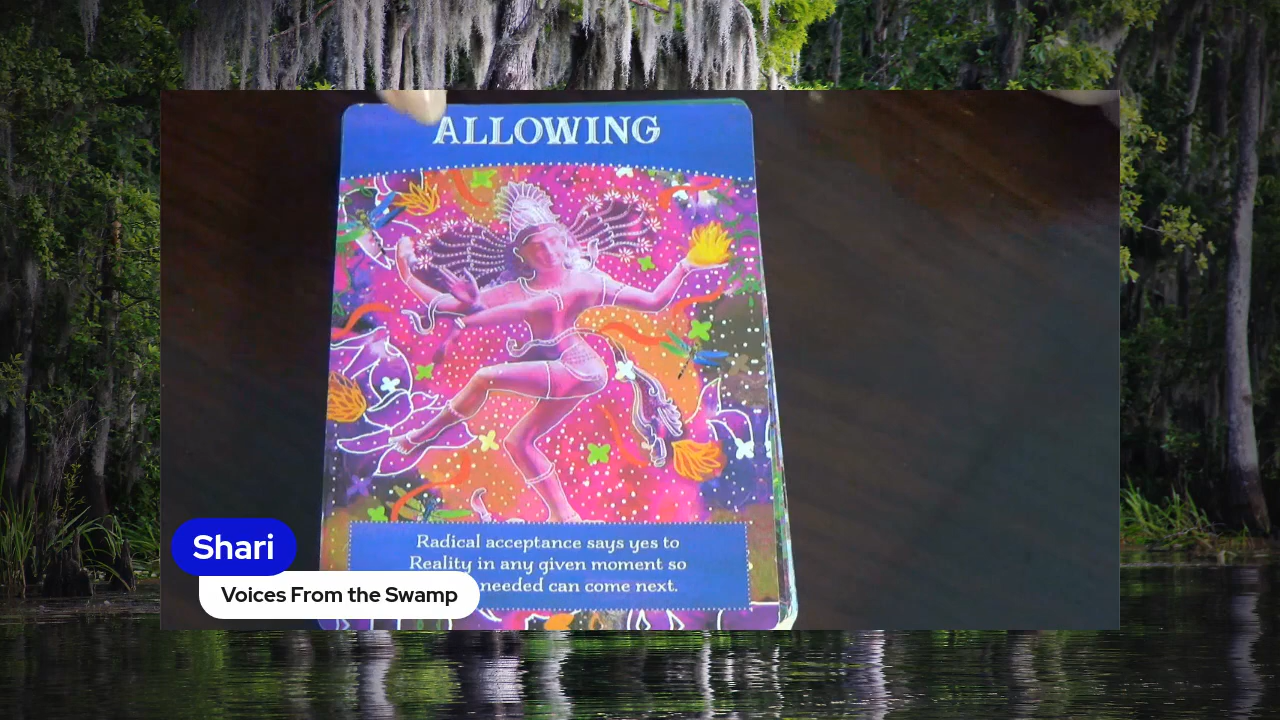 ALLOWING
Radical acceptance says yes to
Reality in any given moment so
needed can come next.
Shari
Voices From the Swamp